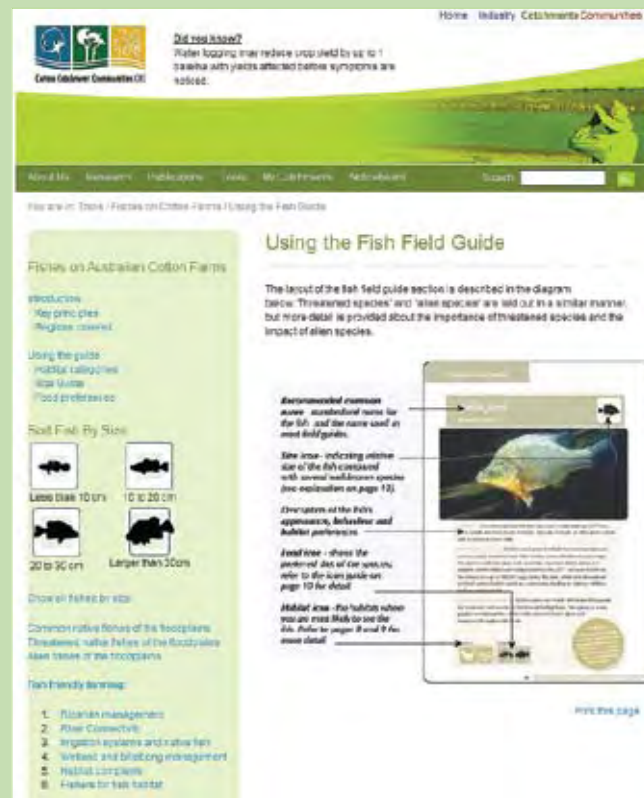 Home Industry Catchments Communities
Cotton Catchment Communities CRC
Did you know?
Water logging may reduce crop yield by up to 1
bale/ha with yields affected before symptoms are
noticed.
About Us Research Publications Tools My Catchments Noticeboard Search
You are in: Tools / Fishes on Cotton Farms / Using the Fish Guide
Fishes on Australian Cotton Farms
Introduction
Key principles
Regions covered
Using the guide
Habitat categories
Size Guide
Food preferences
Sort Fish By Size
Less than 10 cm 10 to 20 cm
20 to 30 cm Larger than 30cm
Show all fishes by size
Common native fishes of the floodplains
Threatened native fishes of the floodplains
Alien fishes of the floodplains
Fish friendly farming:
1. Riparian management
2. River Connectivity
3. Irrigation systems and native fish
4. Wetland and billabong management
5. Habitat
6. Fishers for fish habitat
Using the Fish Field Guide
The layout of the fish field guide section is described in the diagram
below. 'Threatened species' and 'alien species' are laid out in a similar manner,
but more detail is provided about the importance of threatened species and the
impact of alien species.
Recommended common
name - standardised name for
the fish and the name used in
most field guides.
Size icon - indicating relative
size of the fish compared
with several well-known species
(see explanation on page 10).
Description of the fish's
appearance, behaviour and
habitat preferences
Food icon - shows the
preferred diet of the species,
refer to the icon guide on
page 10 for detail
Habitat icon - the habitats where
you are most likely to see the
fish. Refer to pages 8 and 9 for
more detail
Print this page